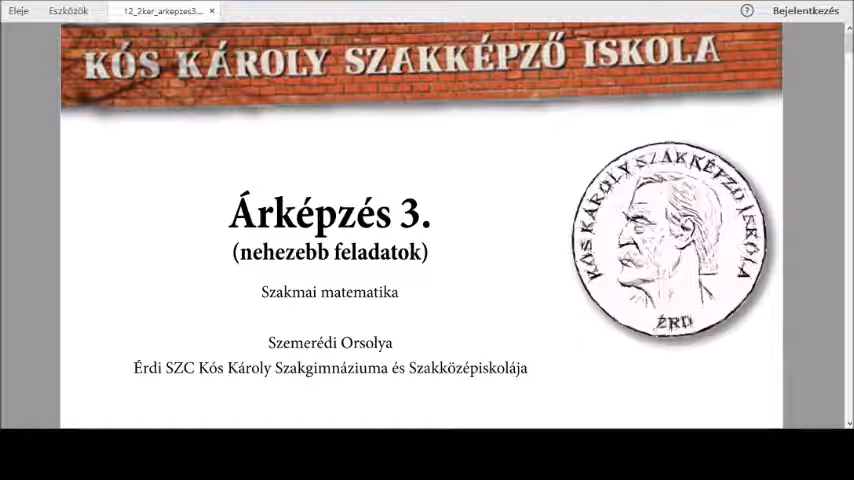 Eleje Eszközök 12_2ker_arkepzes3.... × ? Bejelentkezés
KÓS KÁROLY SZAKKÉPZŐ ISKOLA
Árképzés 3.
(nehezebb feladatok)
Szakmai matematika
Szemerédi Orsolya
Érdi SZC Kós Károly Szakgimnáziuma és Szakközépiskolája
KÓS KÁROLY SZAKKÉPZŐ ISKOLA
ÉRD